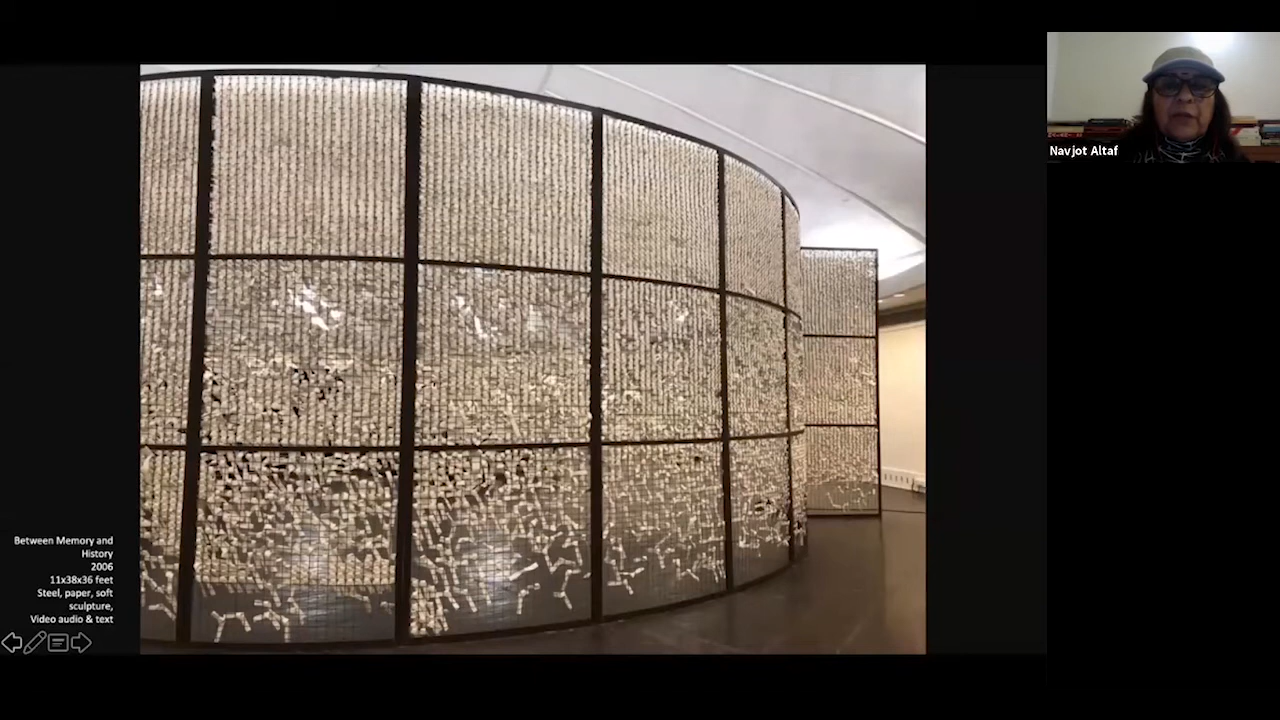 Navjot Altaf
Between Memory and
History
2006
11x38x36 feet
Steel, paper, soft
sculpture,
Video audio & text